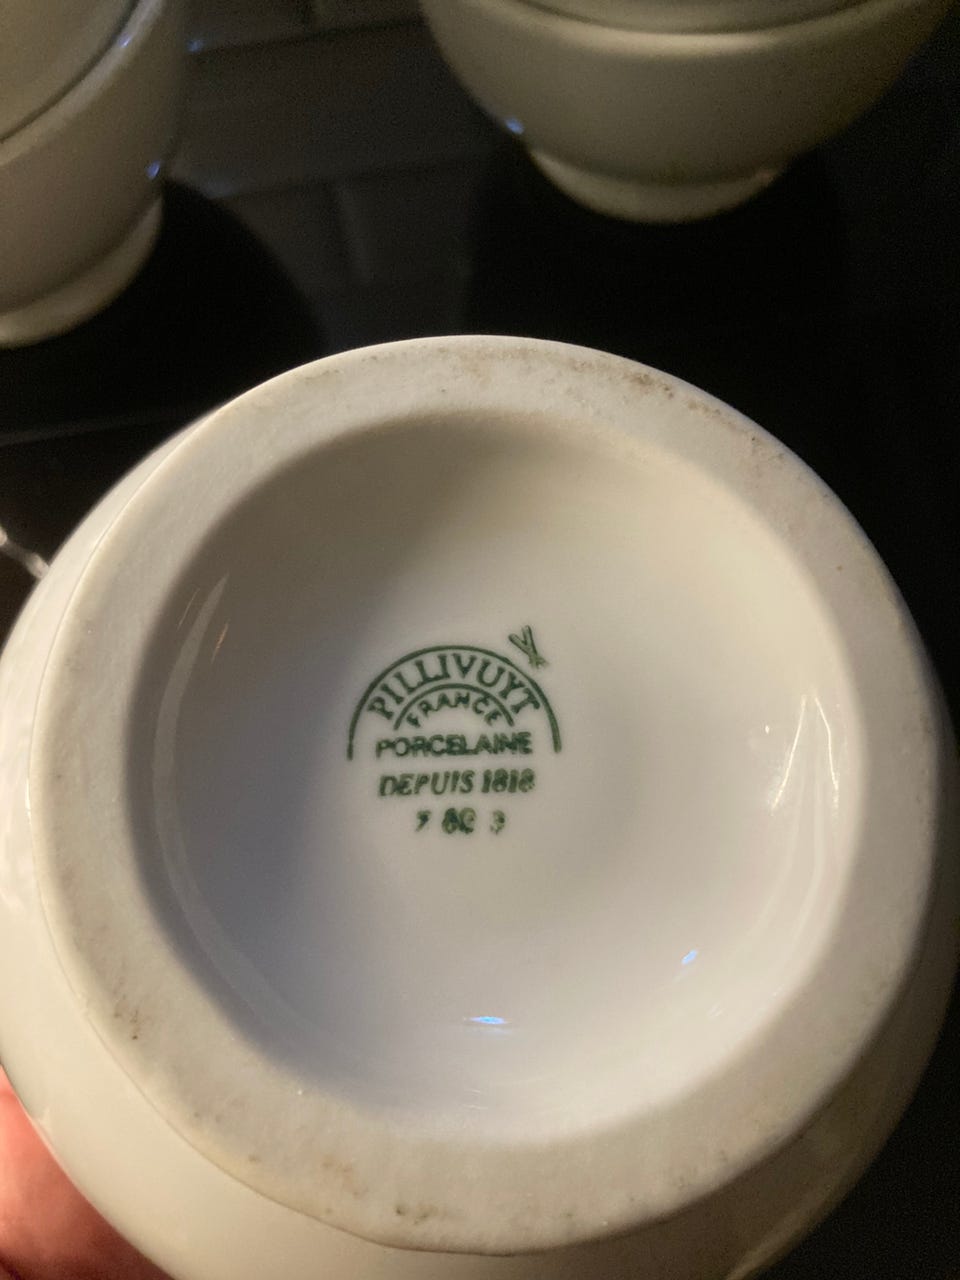 PILLIVUYT
FRANCE
PORCELAINE
DEPUIS 1818